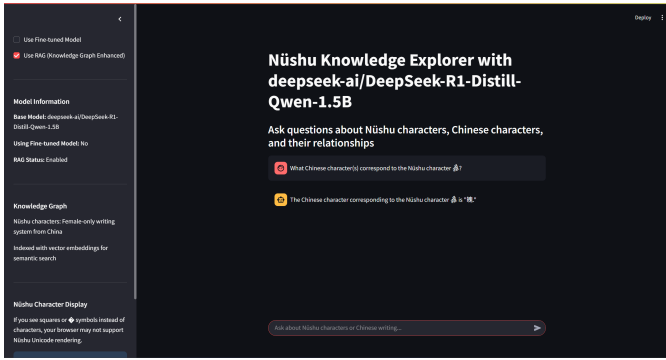 Deploy
Use Fine-tuned Model
Use RAG (Knowledge Graph Enhanced)
Model Information
Base Model: deepseek-ai/DeepSeek-R1-
Distill-Qwen-1.5B
Using Fine-tuned Model: No
RAG Status: Enabled
Knowledge Graph
Nüshu characters: Female-only writing
system from China
Indexed with vector embeddings for
semantic search
Nüshu Character Display
If you see squares or � symbols instead of
characters, your browser may not support
Nüshu Unicode rendering.
Nüshu Knowledge Explorer with
deepseek-ai/DeepSeek-R1-Distill-
Qwen-1.5B
Ask questions about Nüshu characters, Chinese characters,
and their relationships
What Chinese character(s) correspond to the Nüshu character ?
The Chinese character corresponding to the Nüshu character is "."
Ask about Nüshu characters or Chinese writing...